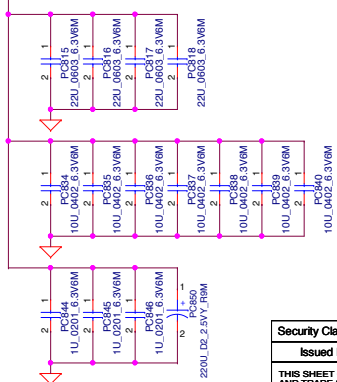 1
2
PC815
22U_0603_6.3V6M
1
2
PC816
22U_0603_6.3V6M
1
2
PC817
22U_0603_6.3V6M
1
2
PC818
22U_0603_6.3V6M
1
2
PC834
10U_0402_6.3V6M
1
2
PC835
10U_0402_6.3V6M
1
2
PC836
10U_0402_6.3V6M
1
2
PC837
10U_0402_6.3V6M
1
2
PC838
10U_0402_6.3V6M
1
2
PC839
10U_0402_6.3V6M
1
2
PC840
10U_0402_6.3V6M
1
2
PC844
1U_0201_6.3V6M
1
2
PC845
1U_0201_6.3V6M
1
2
PC846
1U_0201_6.3V6M
1
+
2
PC850
220U_D2_2.5VY_R9M
Security Cla
Issued
THIS SHEET